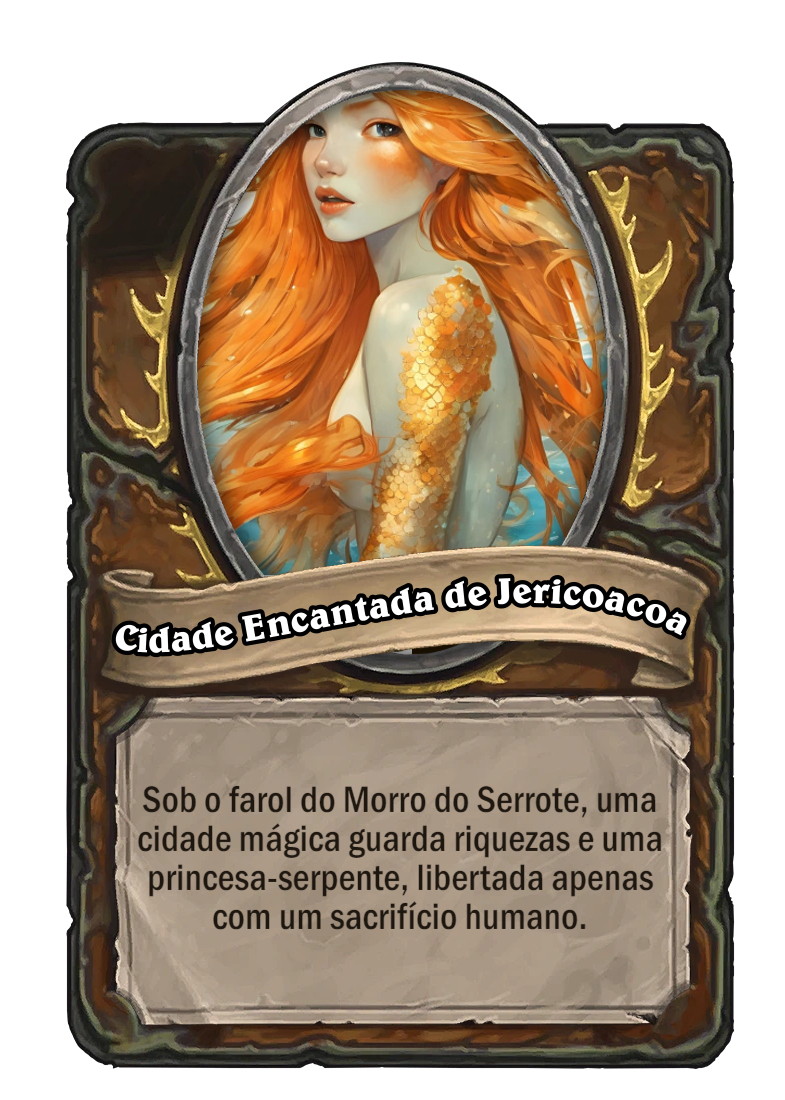 Cidade Encantada de Jericoacoa
Sob o farol do Morro do Serrote, uma
cidade mágica guarda riquezas e uma
princesa-serpente, libertada apenas
com um sacrifício humano.